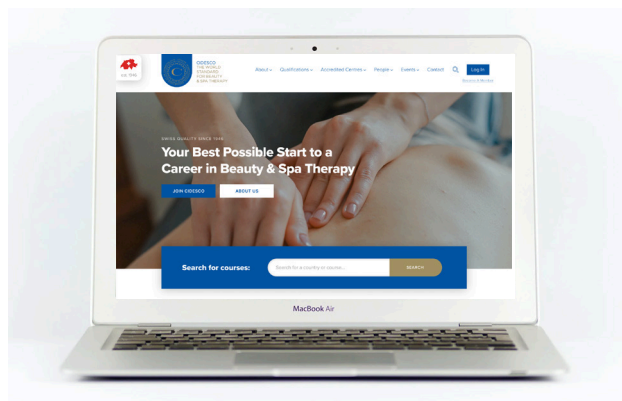 CIDESCO
THE WORLD
STANDARD
FOR BEAUTY
& SPA THERAPY
About
Qualifications
Accredited Centres
People
Events
Contact
Log In
Become A Member
SWISS QUALITY SINCE 1946
Your Best Possible Start to a
Career in Beauty & Spa Therapy
JOIN CIDESCO
ABOUT US
Search for courses:
Search for a country or course...
SEARCH
MacBook Air